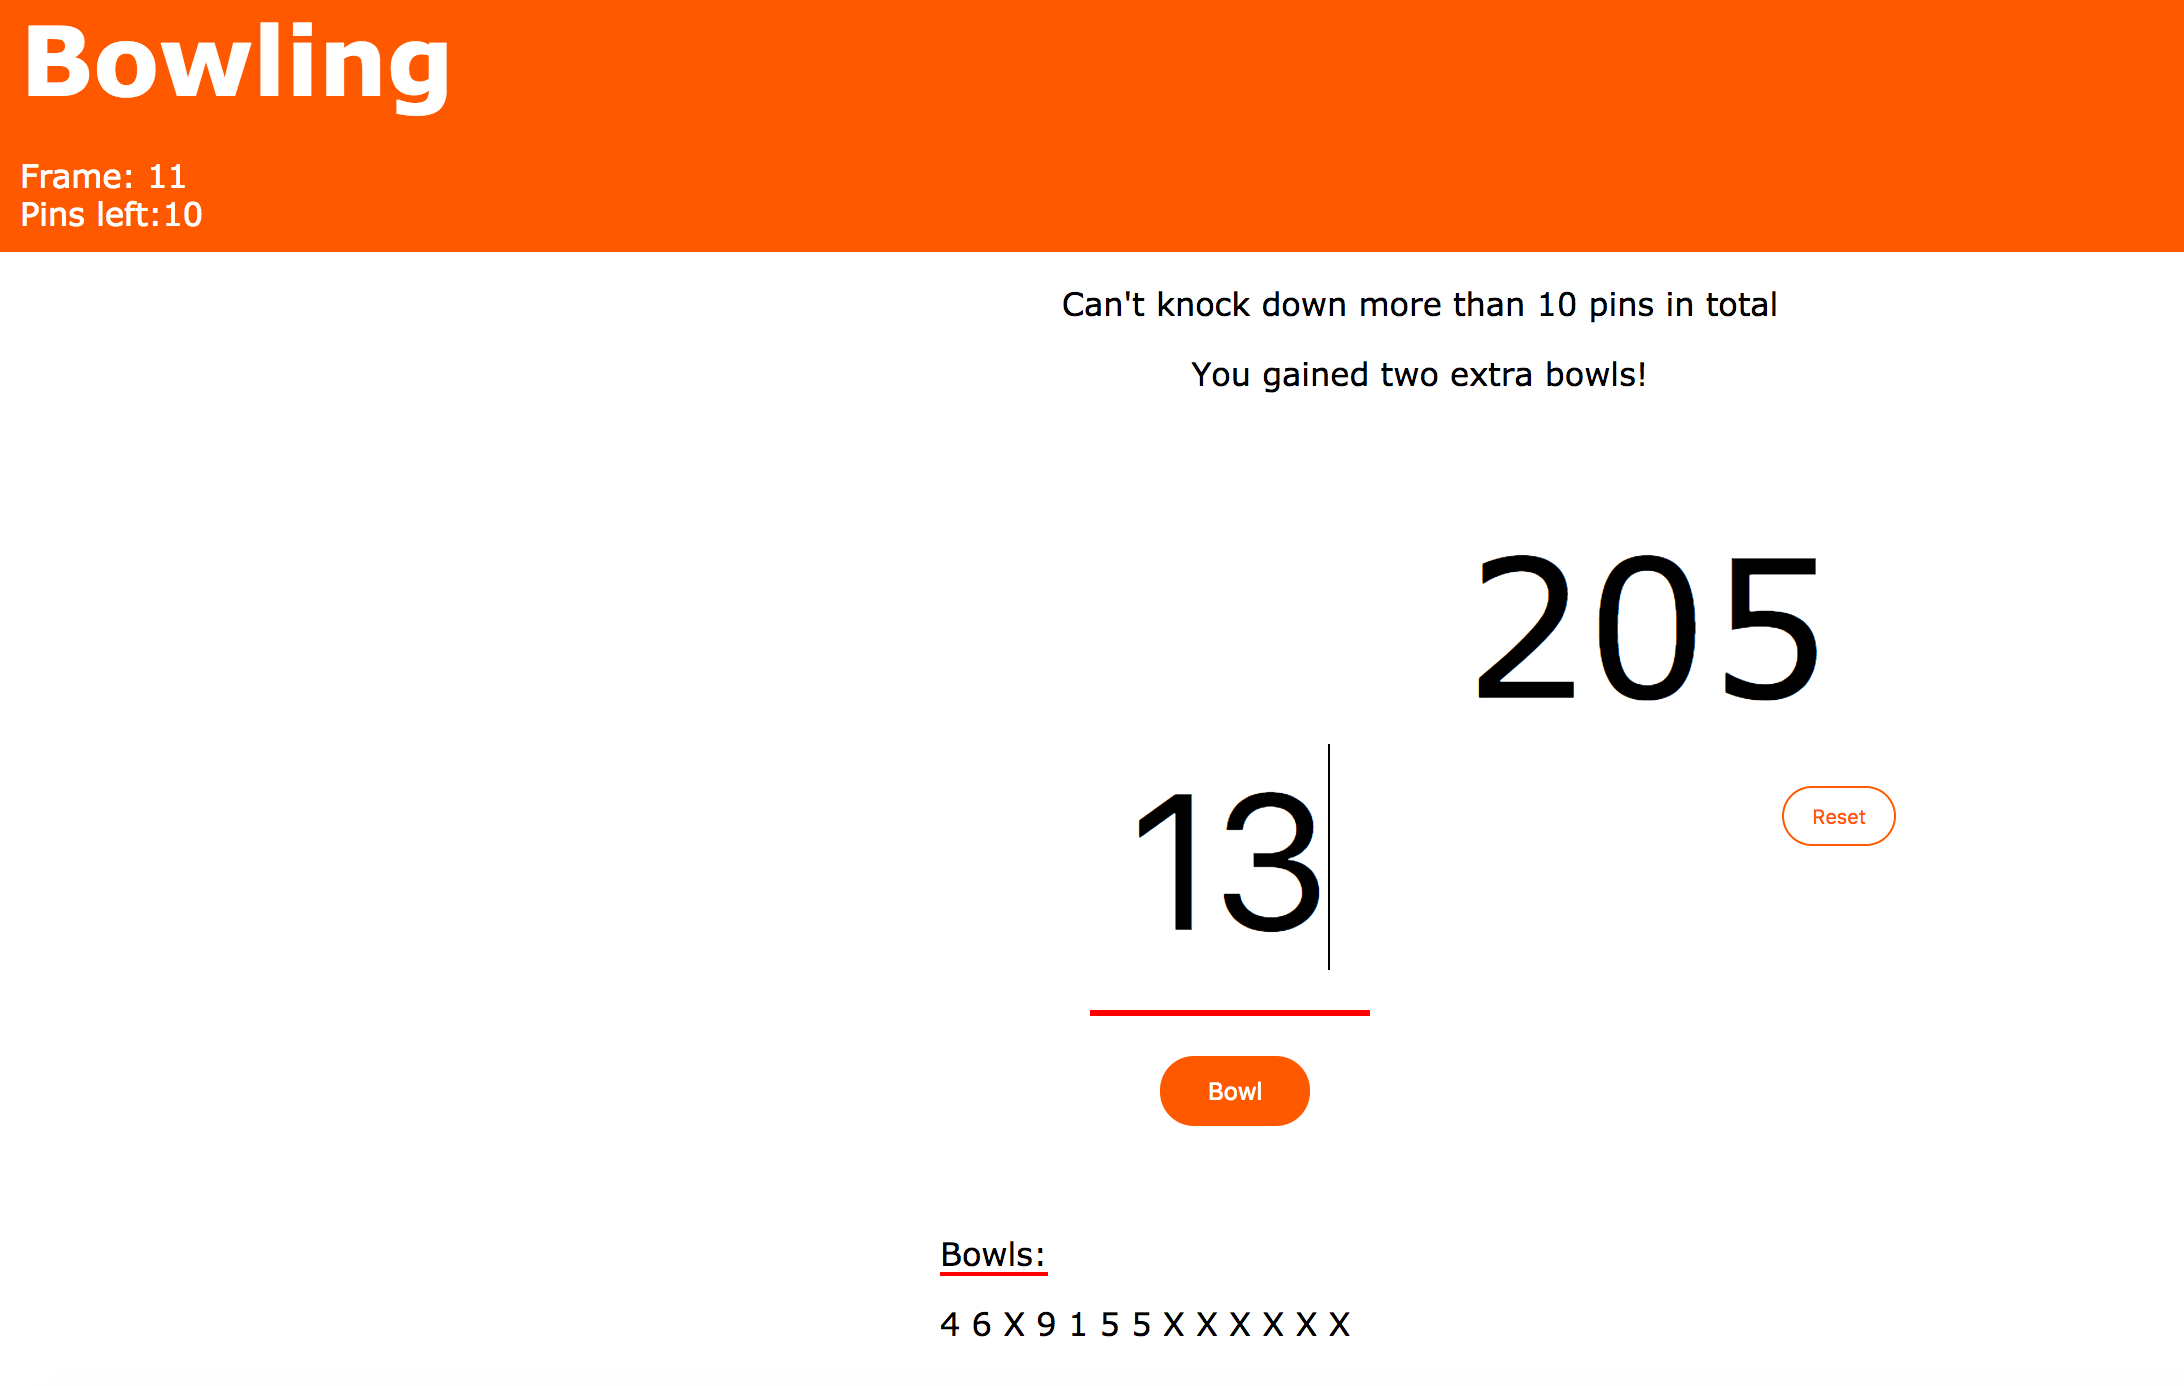 Bowling
Frame: 11
Pins left:10
Can't knock down more than 10 pins in total
You gained two extra bowls!
205
13
Reset
Bowl
Bowls:
4 6 X 9 1 5 5 X X X X X X